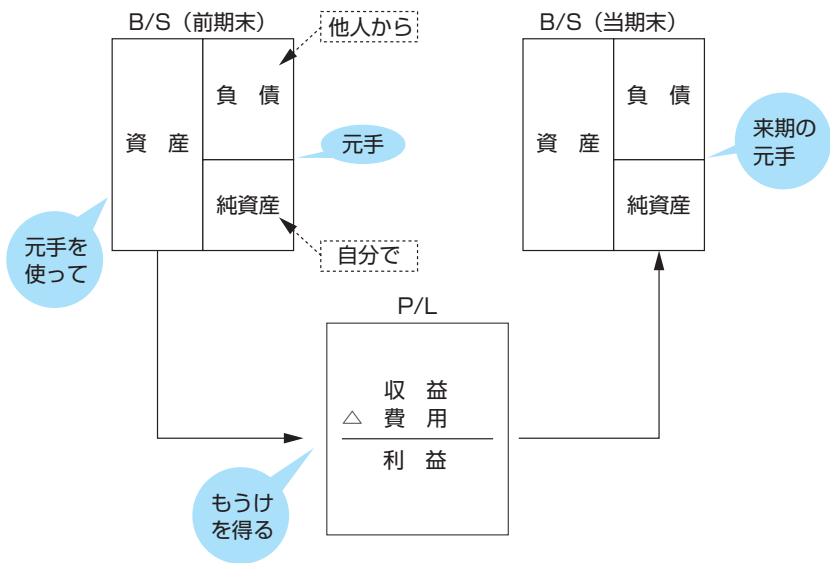 B/S（前期末）
他人から
負　債
資　産
元手
純資産
元手を
使って
自分で
B/S（当期末）
負　債
資　産
来期の
元手
純資産
P/L
収　益
△　費　用
利　益
もうけ
を得る